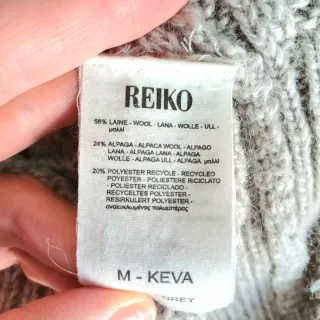 REIKO
56% LAINE - WOOL - LANA - WOLLE - ULL -
μαλλί
24% ALPAGA - ALPACA WOOL - ALPAGO
LANA - ALPAGA LANA - ALPACA
WOLLE - ALPAGA ULL - ALPAGA μαλλί
20% POLYESTER RECYCLE - RECYCLED
POLYESTER - POLIESTERE RICICLATO
- POLIESTER RECICLADO -
RECYCELTES POLYESTER -
RESIRKULERT POLYESTER -
ανακυκλωμένος πολυεστέρας
M - KEVA
GREY